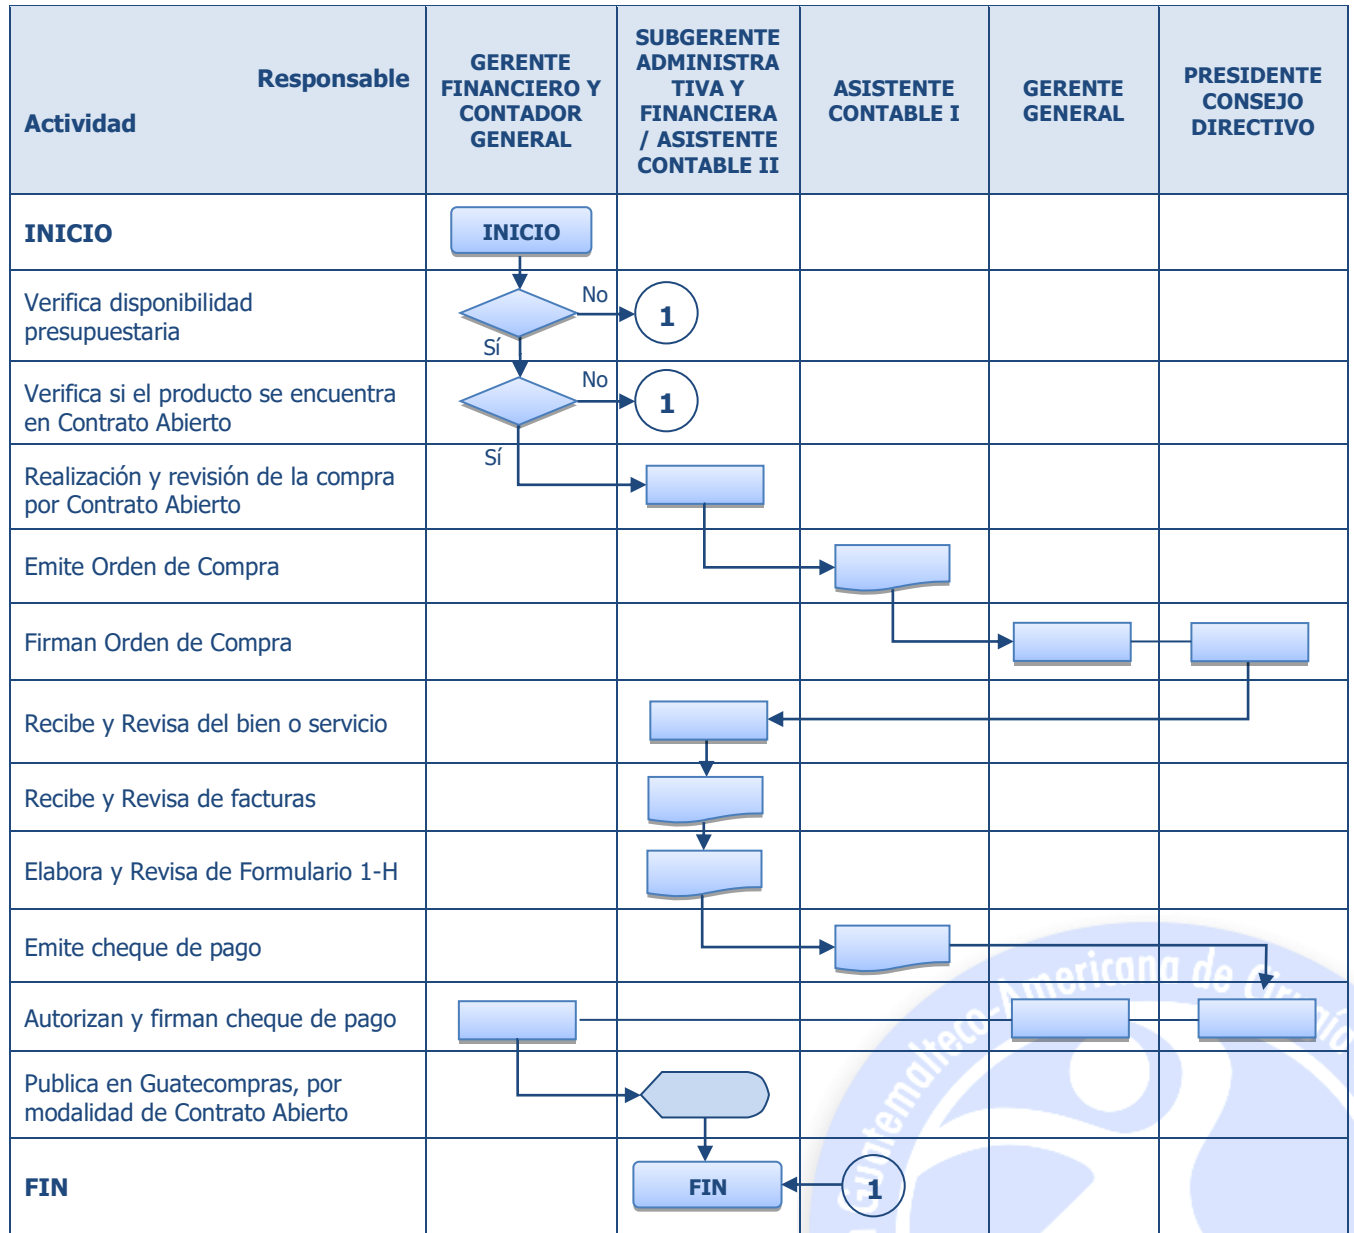 Responsable
Actividad
GERENTE
FINANCIERO Y
CONTADOR
GENERAL
SUBGERENTE
ADMINISTRA
TIVA Y
FINANCIERA
/ ASISTENTE
CONTABLE II
ASISTENTE
CONTABLE I
GERENTE
GENERAL
PRESIDENTE
CONSEJO
DIRECTIVO
INICIO
INICIO
Verifica disponibilidad
presupuestaria
No
1
Sí
Verifica si el producto se encuentra
en Contrato Abierto
No
1
Sí
Realización y revisión de la compra
por Contrato Abierto
Emite Orden de Compra
Firman Orden de Compra
Recibe y Revisa del bien o servicio
Recibe y Revisa de facturas
Elabora y Revisa de Formulario 1-H
Emite cheque de pago
Autorizan y firman cheque de pago
Publica en Guatecompras, por
modalidad de Contrato Abierto
FIN
FIN
1
Guatemalteco-Americana de